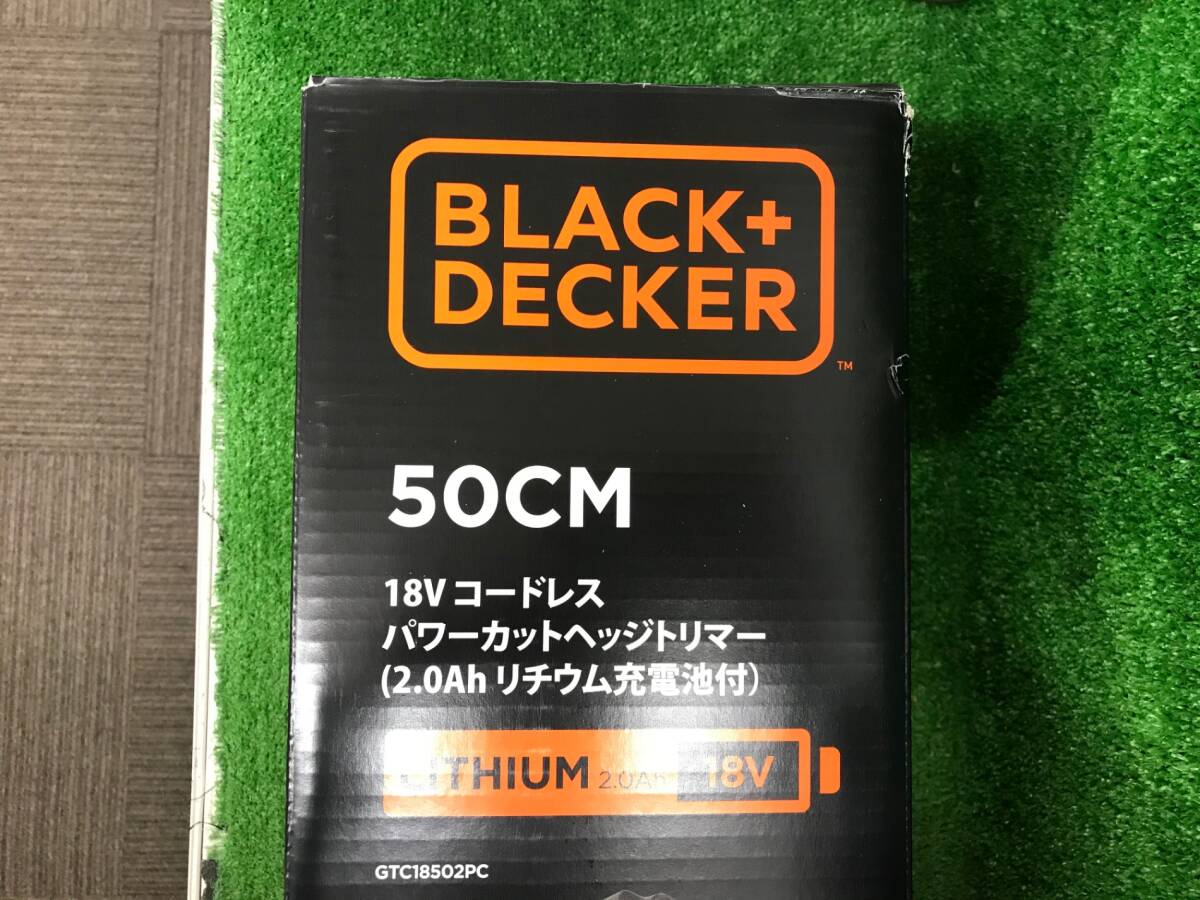 BLACK+
DECKER
™
50CM
18V コードレス
パワーカットヘッジトリマー
(2.0Ah リチウム充電池付)
LITHIUM 2.0Ah 18V
GTC18502PC